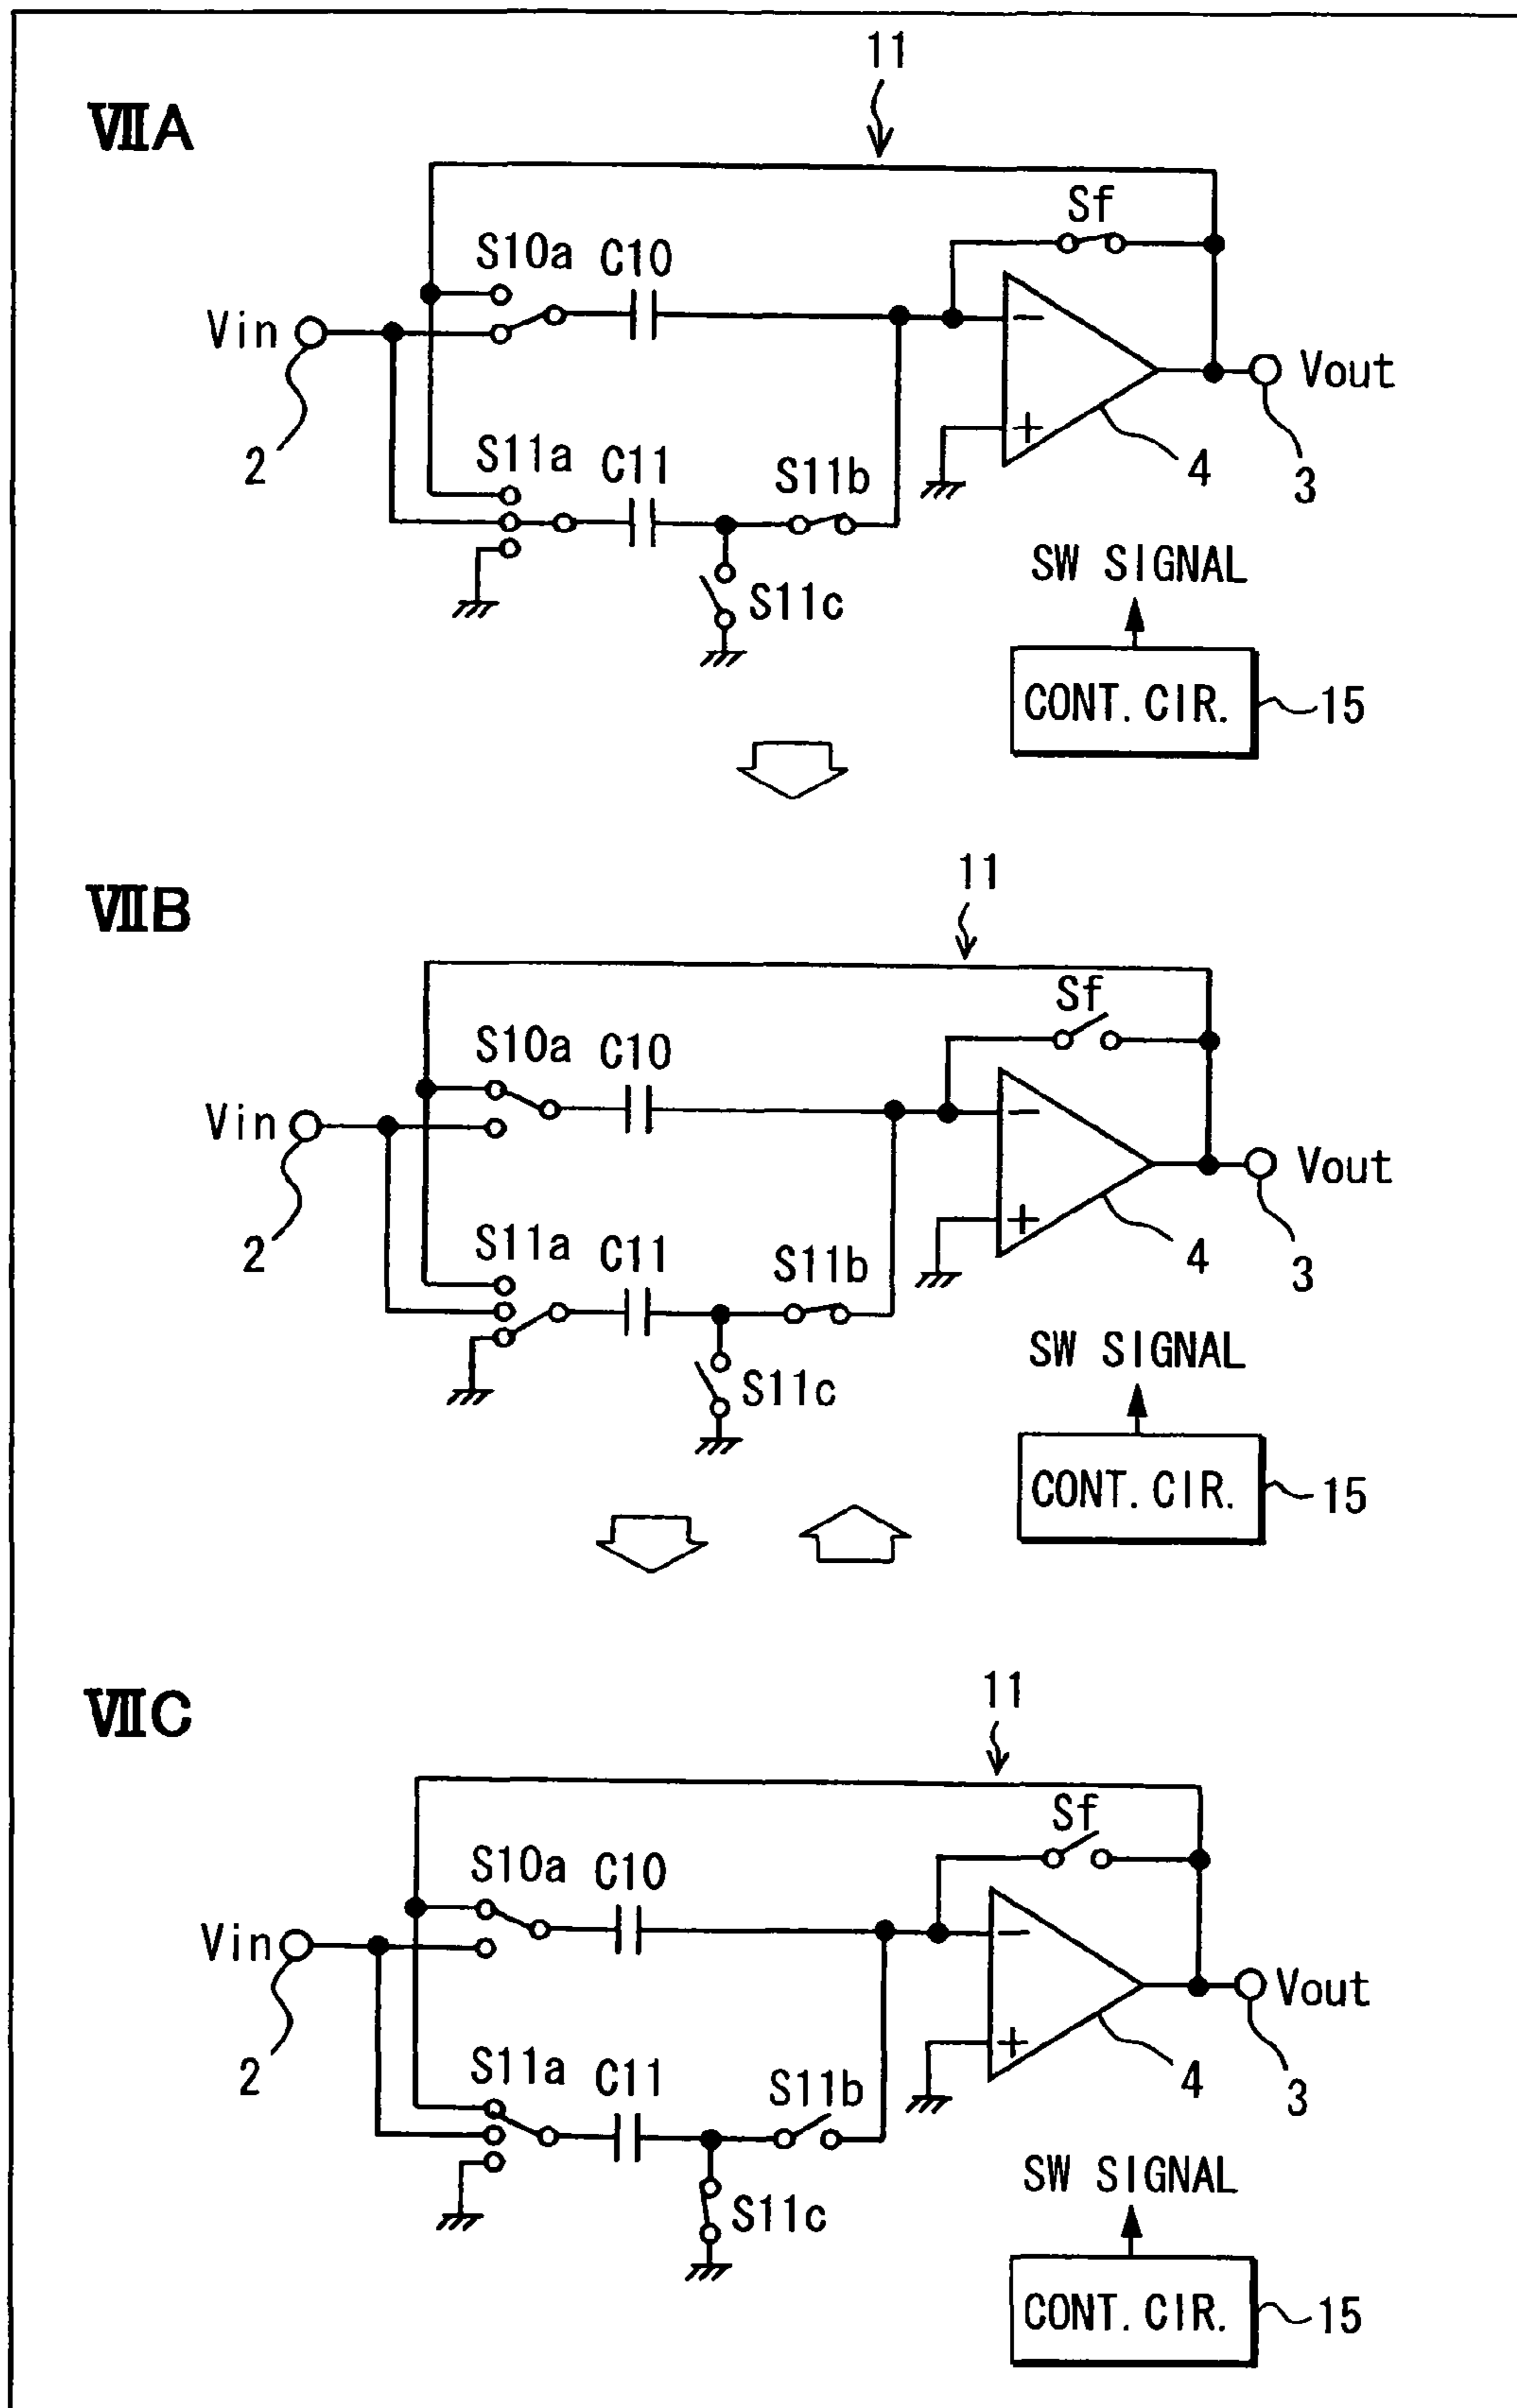 11
VIIA
Sf
S10a C10
Vin
Vout
2
S11a C11
S11b
4
3
S11c
SW SIGNAL
CONT. CIR.
15
11
VIIB
Sf
S10a C10
Vin
Vout
2
S11a C11
S11b
4
3
S11c
SW SIGNAL
CONT. CIR.
15
11
VIIC
Sf
S10a C10
Vin
Vout
2
S11a C11
S11b
4
3
S11c
SW SIGNAL
CONT. CIR.
15